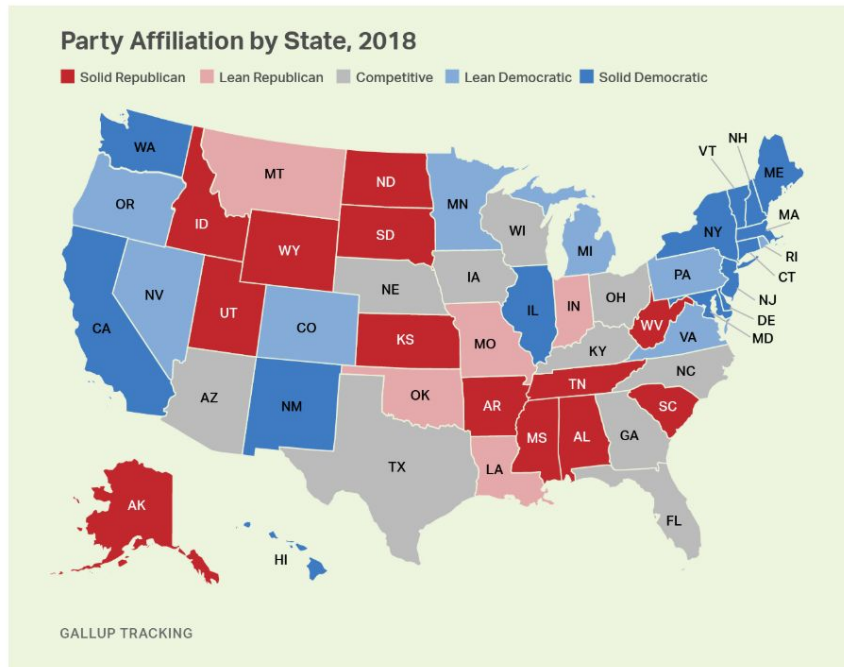 Party Affiliation by State, 2018
Solid Republican Lean Republican Competitive Lean Democratic Solid Democratic
WA
VT
NH
ME
MT
ND
OR
MN
ID
WI
MA
SD
NY
WY
MI
RI
CT
IA
PA
NE
NV
OH
NJ
IL
IN
UT
DE
CA
CO
WV
MD
KS
VA
MO
KY
NC
TN
AZ
OK
NM
AR
SC
MS
AL
GA
TX
LA
AK
FL
HI
GALLUP TRACKING